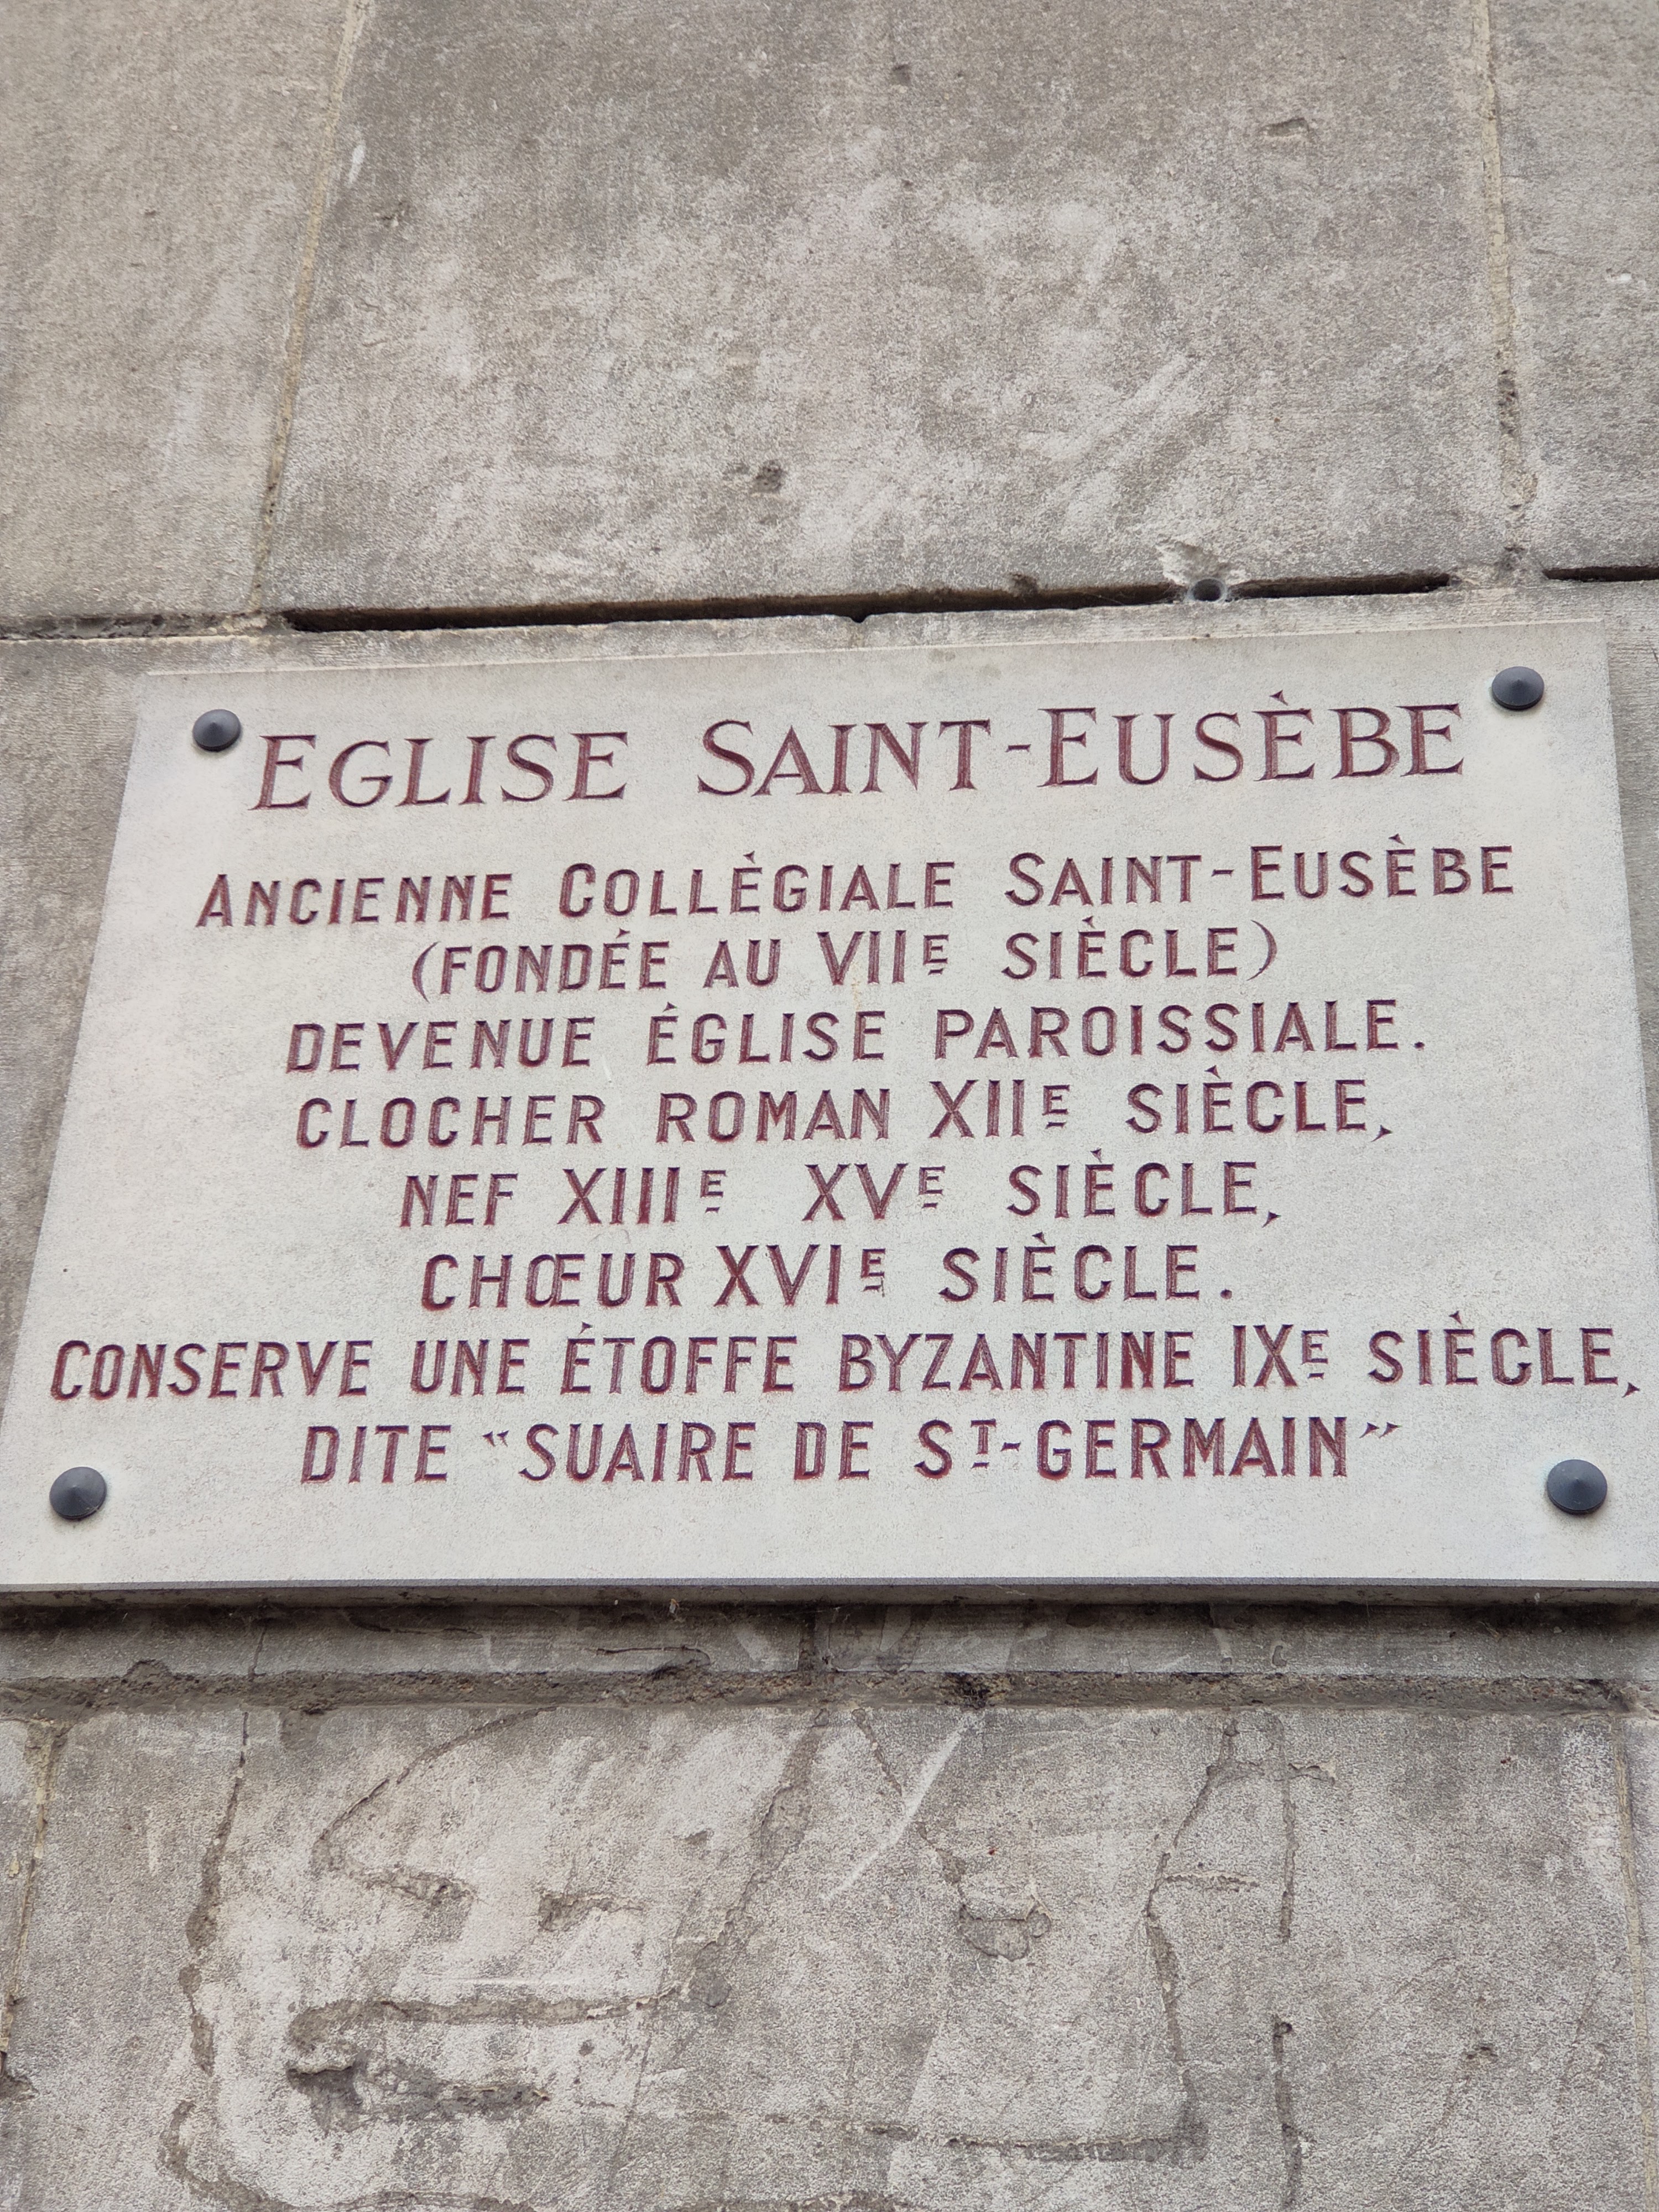 EGLISE SAINT-EUSÈBE
ANCIENNE COLLÈGIALE SAINT-EUSÈBE
(FONDÉE AU VIIE SIÈCLE)
DEVENUE ÉGLISE PAROISSIALE.
CLOCHER ROMAN XIIE SIÈCLE,
NEF XIIIE XVE SIÈCLE,
CHŒUR XVIE SIÈCLE.
CONSERVE UNE ÉTOFFE BYZANTINE IXE SIÈCLE,
DITE “SUAIRE DE ST-GERMAIN”